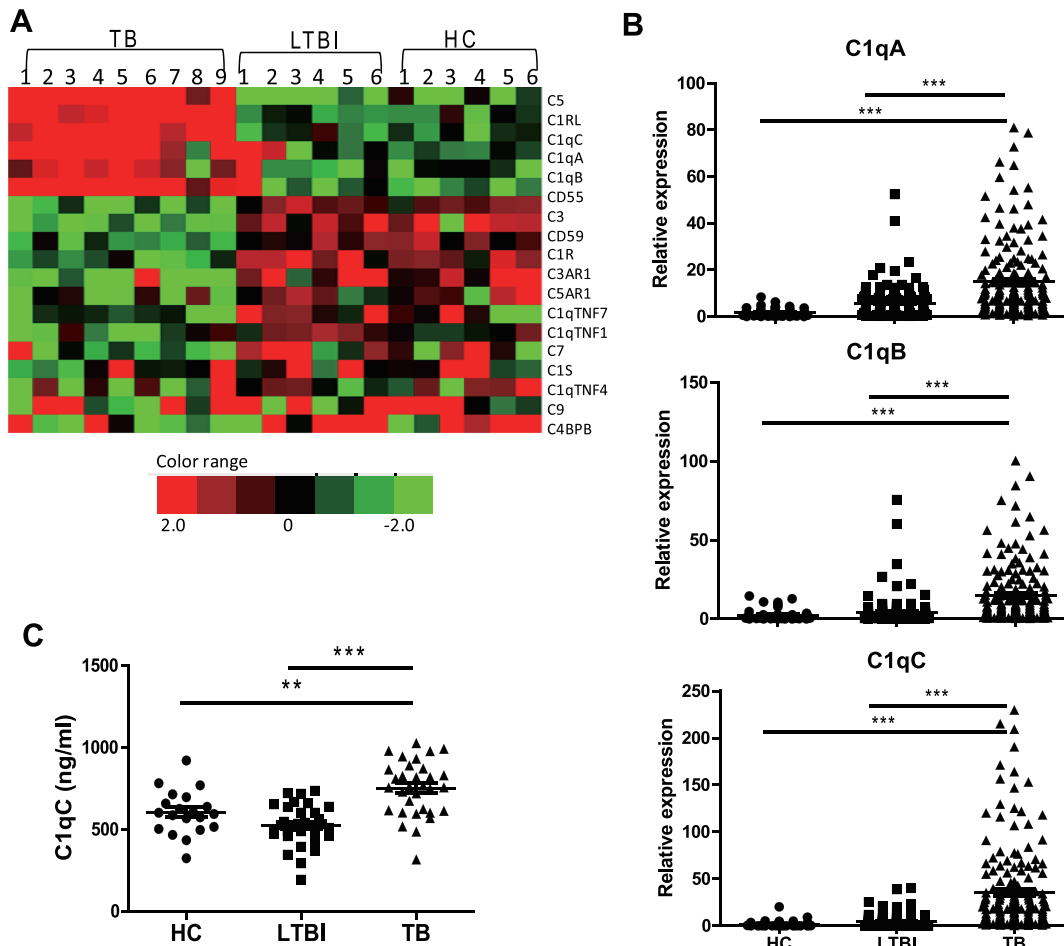 A
TB LTBI HC
1 2 3 4 5 6 7 8 9 1 2 3 4 5 6 1 2 3 4 5 6
C5
C1RL
C1qC
C1qA
C1qB
CD55
C3
CD59
C1R
C3AR1
C5AR1
C1qTNF7
C1qTNF1
C7
C1S
C1qTNF4
C9
C4BPB
Color range
2.0 0 -2.0
B
C1qA
***
***
Relative expression
100
80
60
40
20
0
C1qB
***
***
Relative expression
150
100
50
0
C1qC
***
***
Relative expression
250
200
150
100
50
0
HC LTBI TB
C
***
**
C1qC (ng/ml)
1500
1000
500
0
HC LTBI TB